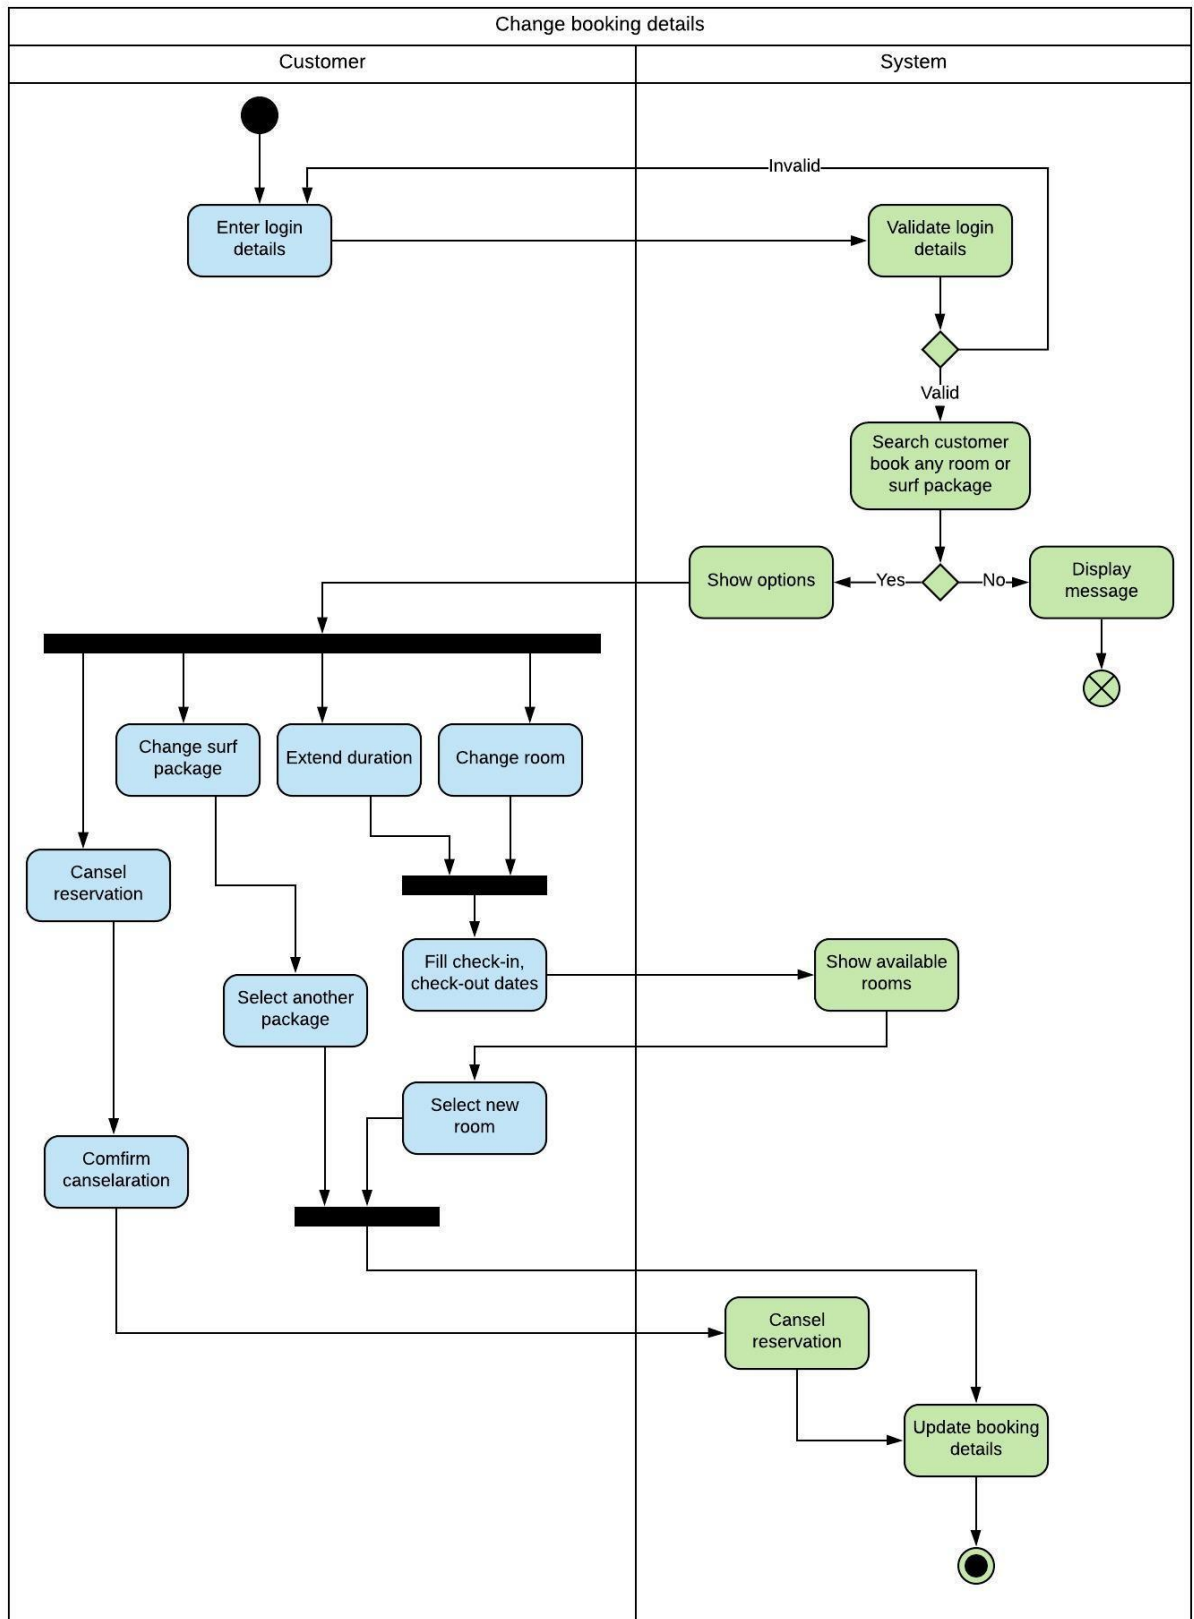 Change booking details
Customer
System
Invalid
Enter login
details
Validate login
details
Valid
Search customer
book any room or
surf package
Show options
Yes
No
Display
message
Change surf
package
Extend duration
Change room
Cansel
reservation
Fill check-in,
check-out dates
Show available
rooms
Select another
package
Select new
room
Comfirm
canselaration
Cansel
reservation
Update booking
details